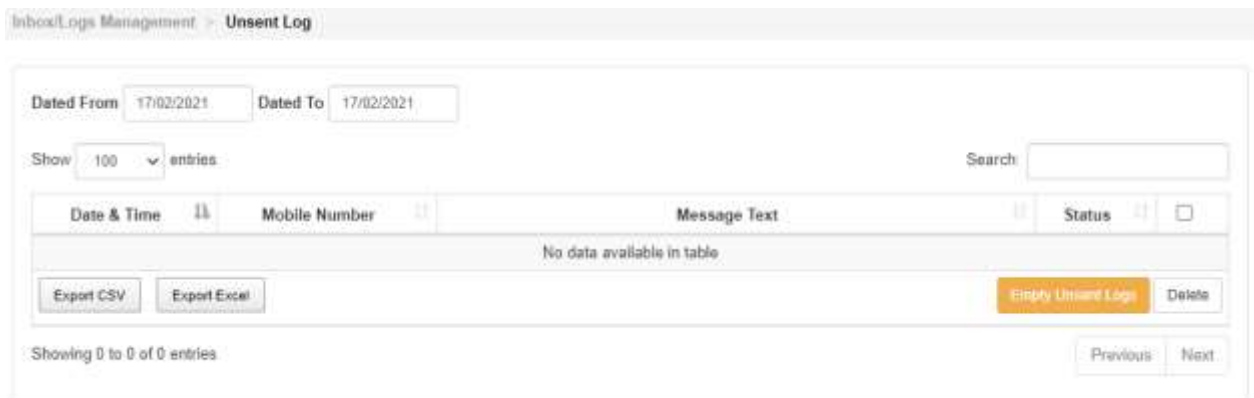 Inbox/Logs Management > Unsent Log
Dated From 17/02/2021 Dated To 17/02/2021
Show 100 entries Search:
Date & Time Mobile Number Message Text Status
No data available in table
Export CSV Export Excel Empty Unsent Logs Delete
Showing 0 to 0 of 0 entries Previous Next